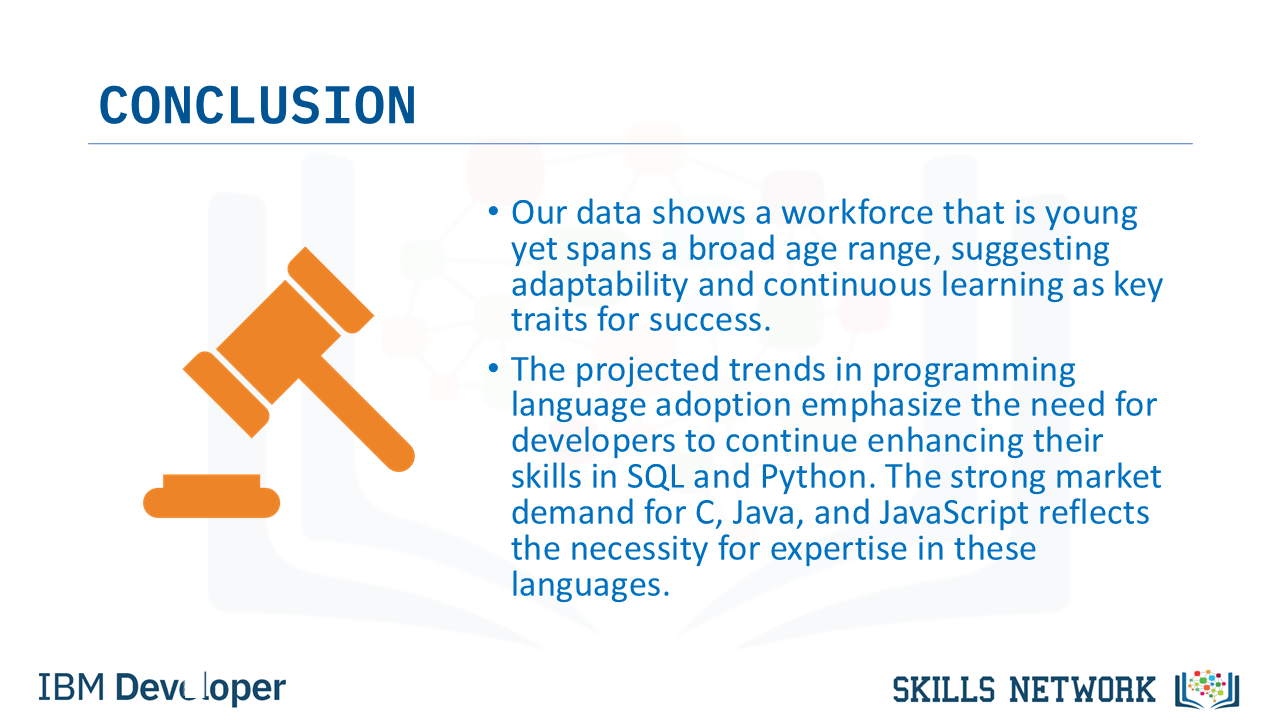 CONCLUSION
• Our data shows a workforce that is young
yet spans a broad age range, suggesting
adaptability and continuous learning as key
traits for success.
• The projected trends in programming
language adoption emphasize the need for
developers to continue enhancing their
skills in SQL and Python. The strong market
demand for C, Java, and JavaScript reflects
the necessity for expertise in these
languages.
IBM Developer
SKILLS NETWORK